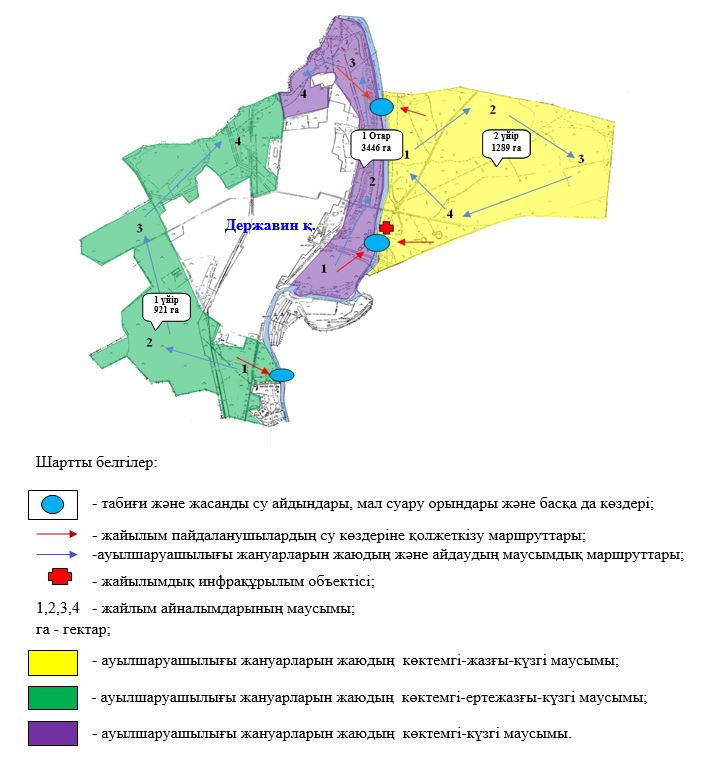 3
4
2
1 Отар
3446 га
2 үйір
1289 га
4
1
3
2
4
3
Державин қ.
1
1 үйір
921 га
2
1
Шартты белгілер:
- табиғи және жасанды су айдындары, мал суару орындары және басқа да көздері;
- жайылым пайдаланушылардың су көздеріне қолжеткізу маршруттары;
-ауылшаруашылығы жануарларын жаюдың және айдаудың маусымдық маршруттары;
- жайылымдық инфрақұрылым объектісі;
1,2,3,4 - жайлым айналымдарының маусымы;
га - гектар;
- ауылшаруашылығы жануарларын жаюдың көктемгі-жазғы-күзгі маусымы;
- ауылшаруашылығы жануарларын жаюдың көктемгі-ертежазғы-күзгі маусымы;
- ауылшаруашылығы жануарларын жаюдың көктемгі-күзгі маусымы.